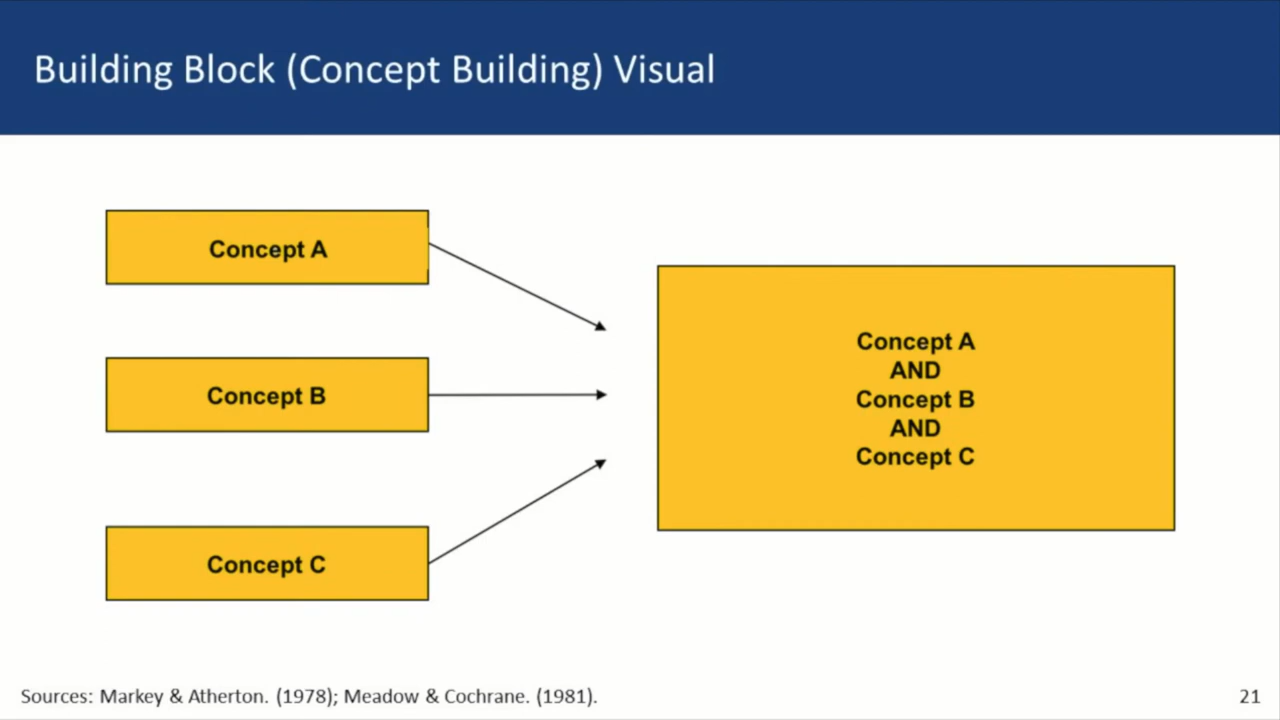 Building Block (Concept Building) Visual
Concept A
Concept B
Concept C
Concept A
AND
Concept B
AND
Concept C
Sources: Markey & Atherton. (1978); Meadow & Cochrane. (1981).
21